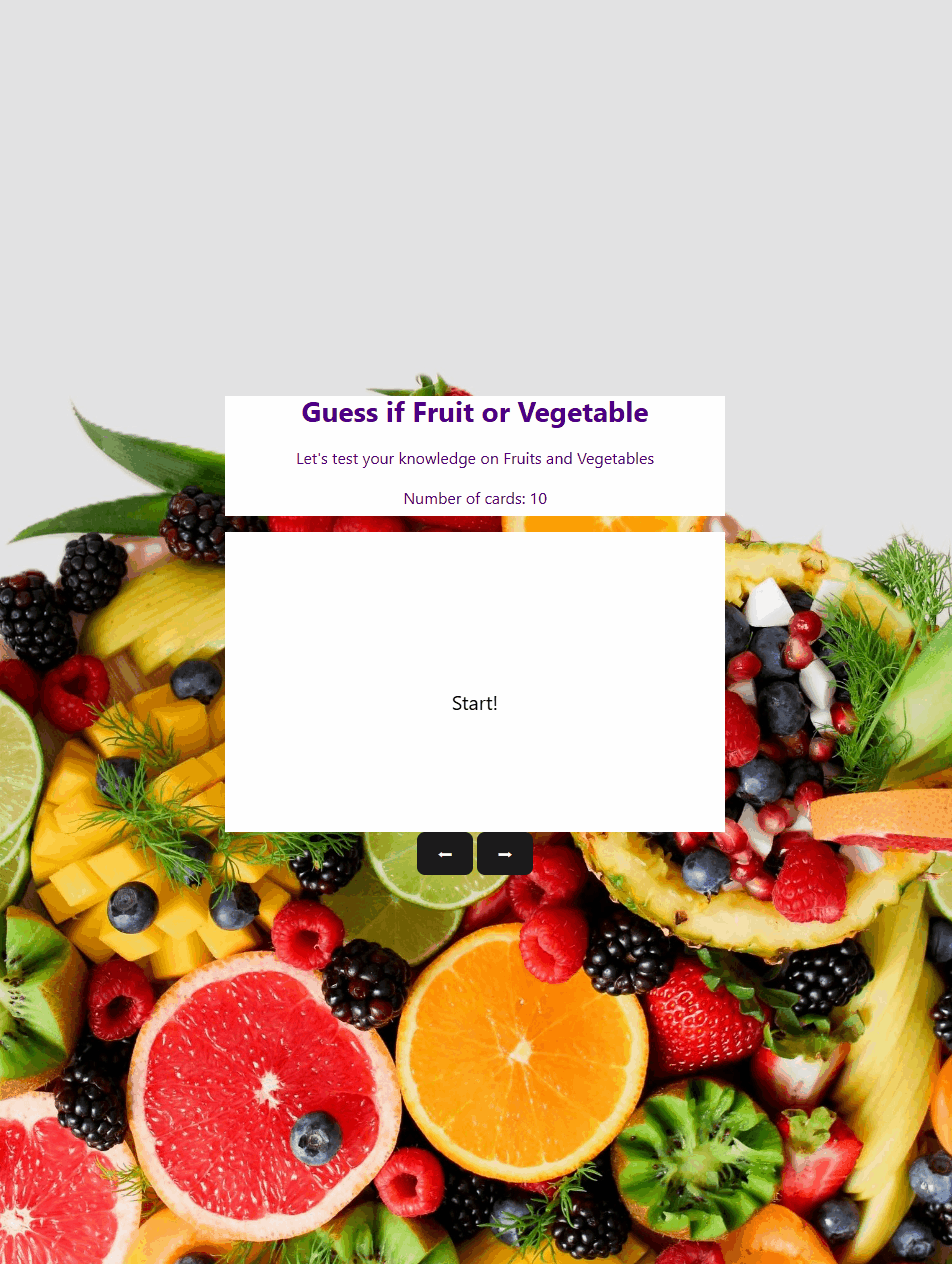 Guess if Fruit or Vegetable
Let's test your knowledge on Fruits and Vegetables
Number of cards: 10
Start!
← →